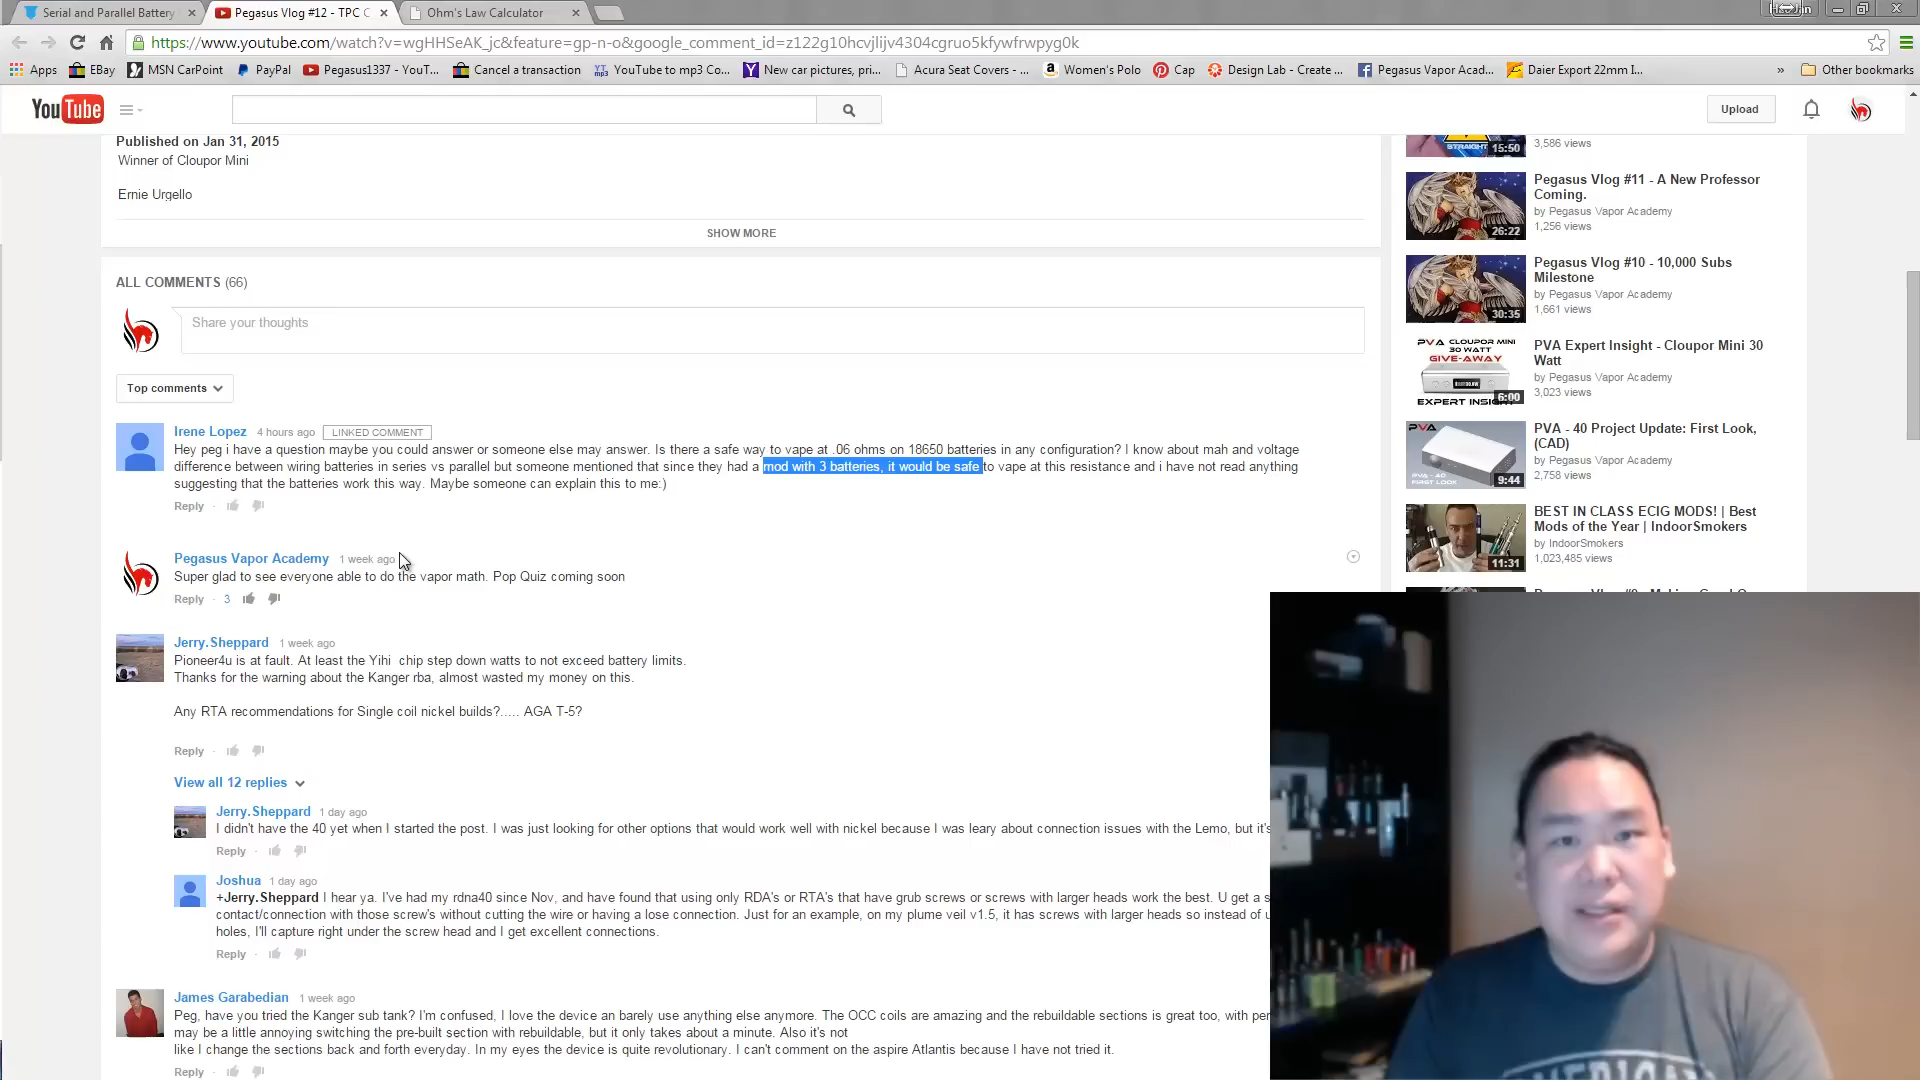 Serial and Parallel Battery
Pegasus Vlog #12 - TPC C
Ohm's Law Calculator
https://www.youtube.com/watch?v=wgHHSeAK_jc&feature=gp-n-o&google_comment_id=z122g10hcvjlijv4304cgruo5kfywfrwpyg0k
Apps
EBay
MSN CarPoint
PayPal
Pegasus1337 - YouT...
Cancel a transaction
YouTube to mp3 Co...
New car pictures, pri...
Acura Seat Covers - ...
Women's Polo
Cap
Design Lab - Create ...
Pegasus Vapor Acad...
Daier Export 22mm I...
»
Other bookmarks
YouTube
Upload
Published on Jan 31, 2015
Winner of Cloupor Mini
Ernie Urgello
SHOW MORE
ALL COMMENTS (66)
Share your thoughts
Top comments
Irene Lopez 4 hours ago LINKED COMMENT
Hey peg i have a question maybe you could answer or someone else may answer. Is there a safe way to vape at .06 ohms on 18650 batteries in any configuration? I know about mah and voltage
difference between wiring batteries in series vs parallel but someone mentioned that since they had a mod with 3 batteries, it would be safe to vape at this resistance and i have not read anything
suggesting that the batteries work this way. Maybe someone can explain this to me:)
Reply
Pegasus Vapor Academy 1 week ago
Super glad to see everyone able to do the vapor math. Pop Quiz coming soon
Reply · 3
Jerry.Sheppard 1 week ago
Pioneer4u is at fault. At least the Yihi chip step down watts to not exceed battery limits.
Thanks for the warning about the Kanger rba, almost wasted my money on this.
Any RTA recommendations for Single coil nickel builds?..... AGA T-5?
Reply
View all 12 replies
Jerry.Sheppard 1 day ago
I didn't have the 40 yet when I started the post. I was just looking for other options that would work well with nickel because I was leary about connection issues with the Lemo, but it's
Reply
Joshua 1 day ago
+Jerry.Sheppard I hear ya. I've had my rdna40 since Nov, and have found that using only RDA's or RTA's that have grub screws or screws with larger heads work the best. U get a s
contact/connection with those screw's without cutting the wire or having a lose connection. Just for an example, on my plume veil v1.5, it has screws with larger heads so instead of u
holes, I'll capture right under the screw head and I get excellent connections.
Reply
James Garabedian 1 week ago
Peg, have you tried the Kanger sub tank? I'm confused, I love the device an barely use anything else anymore. The OCC coils are amazing and the rebuildable sections is great too, with per
may be a little annoying switching the pre-built section with rebuildable, but it only takes about a minute. Also it's not
like I change the sections back and forth everyday. In my eyes the device is quite revolutionary. I can't comment on the aspire Atlantis because I have not tried it.
Reply
STRAIGHT
15:50
3,586 views
26:22
Pegasus Vlog #11 - A New Professor
Coming.
by Pegasus Vapor Academy
1,256 views
30:35
Pegasus Vlog #10 - 10,000 Subs
Milestone
by Pegasus Vapor Academy
1,661 views
PVA CLOUPOR MINI
30 WATT
GIVE-AWAY
EXPERT INSIGHT
6:00
PVA Expert Insight - Cloupor Mini 30
Watt
by Pegasus Vapor Academy
3,023 views
PVA
PVA - 40
FIRST LOOK
9:44
PVA - 40 Project Update: First Look,
(CAD)
by Pegasus Vapor Academy
2,758 views
11:31
BEST IN CLASS ECIG MODS! | Best
Mods of the Year | IndoorSmokers
by IndoorSmokers
1,023,485 views
AMERICAN